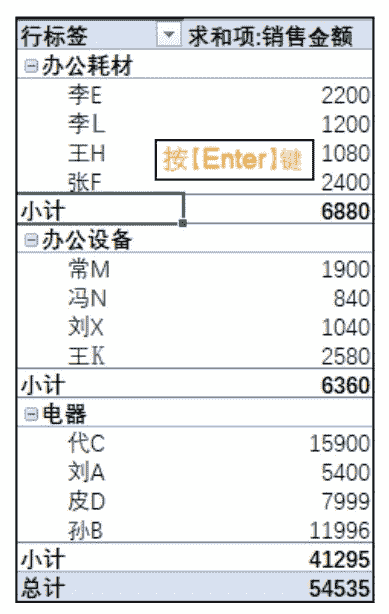 行标签 求和项:销售金额
办公耗材
李E 2200
李L 1200
王H 1080
按【Enter】键
张F 2400
小计 6880
办公设备
常M 1900
冯N 840
刘X 1040
王K 2580
小计 6360
电器
代C 15900
刘A 5400
皮D 7999
孙B 11996
小计 41295
总计 54535